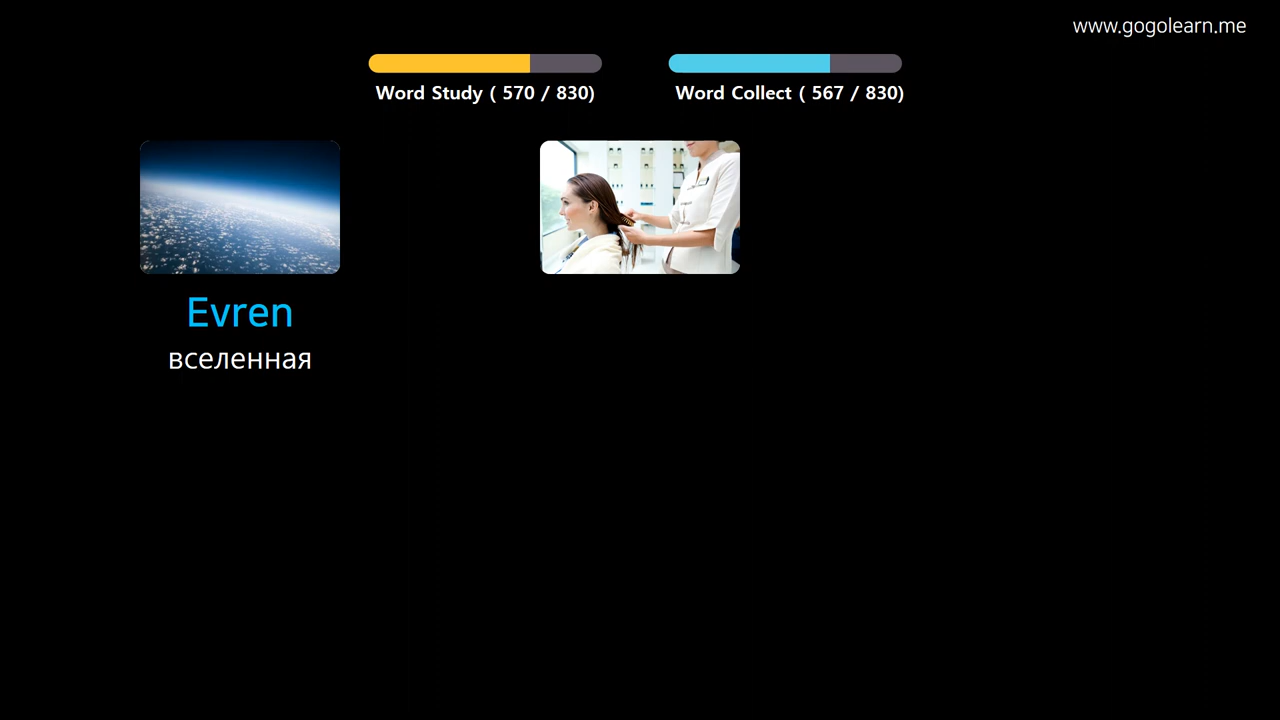 www.gogolearn.me
Word Study ( 570 / 830)
Word Collect ( 567 / 830)
Evren
вселенная